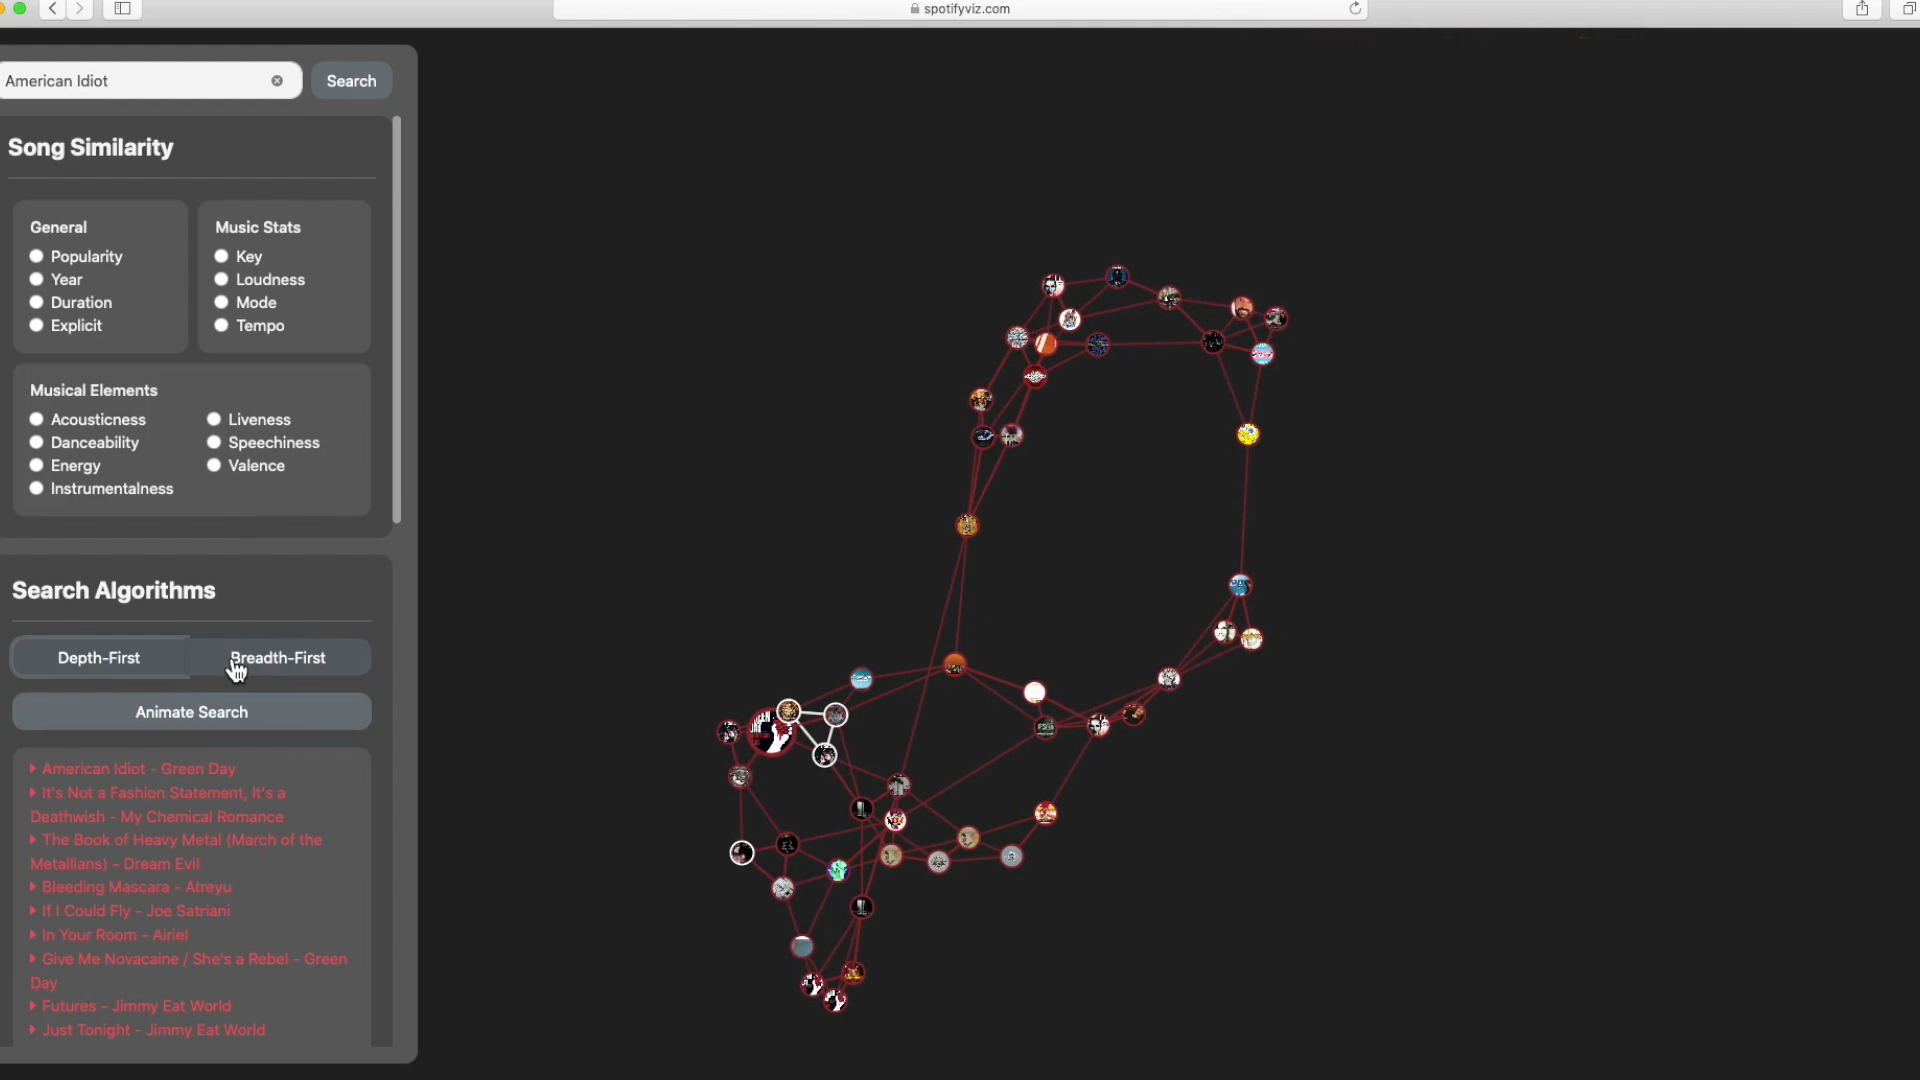 spotifyviz.com
American Idiot
Search
Song Similarity
General
Popularity
Year
Duration
Explicit
Music Stats
Key
Loudness
Mode
Tempo
Musical Elements
Acousticness
Danceability
Energy
Instrumentalness
Liveness
Speechiness
Valence
Search Algorithms
Depth-First
Breadth-First
Animate Search
American Idiot - Green Day
It's Not a Fashion Statement, It's a
Deathwish - My Chemical Romance
The Book of Heavy Metal (March of the
Metallians) - Dream Evil
Bleeding Mascara - Atreyu
If I Could Fly - Joe Satriani
In Your Room - Airiel
Give Me Novacaine / She's a Rebel - Green
Day
Futures - Jimmy Eat World
Just Tonight - Jimmy Eat World